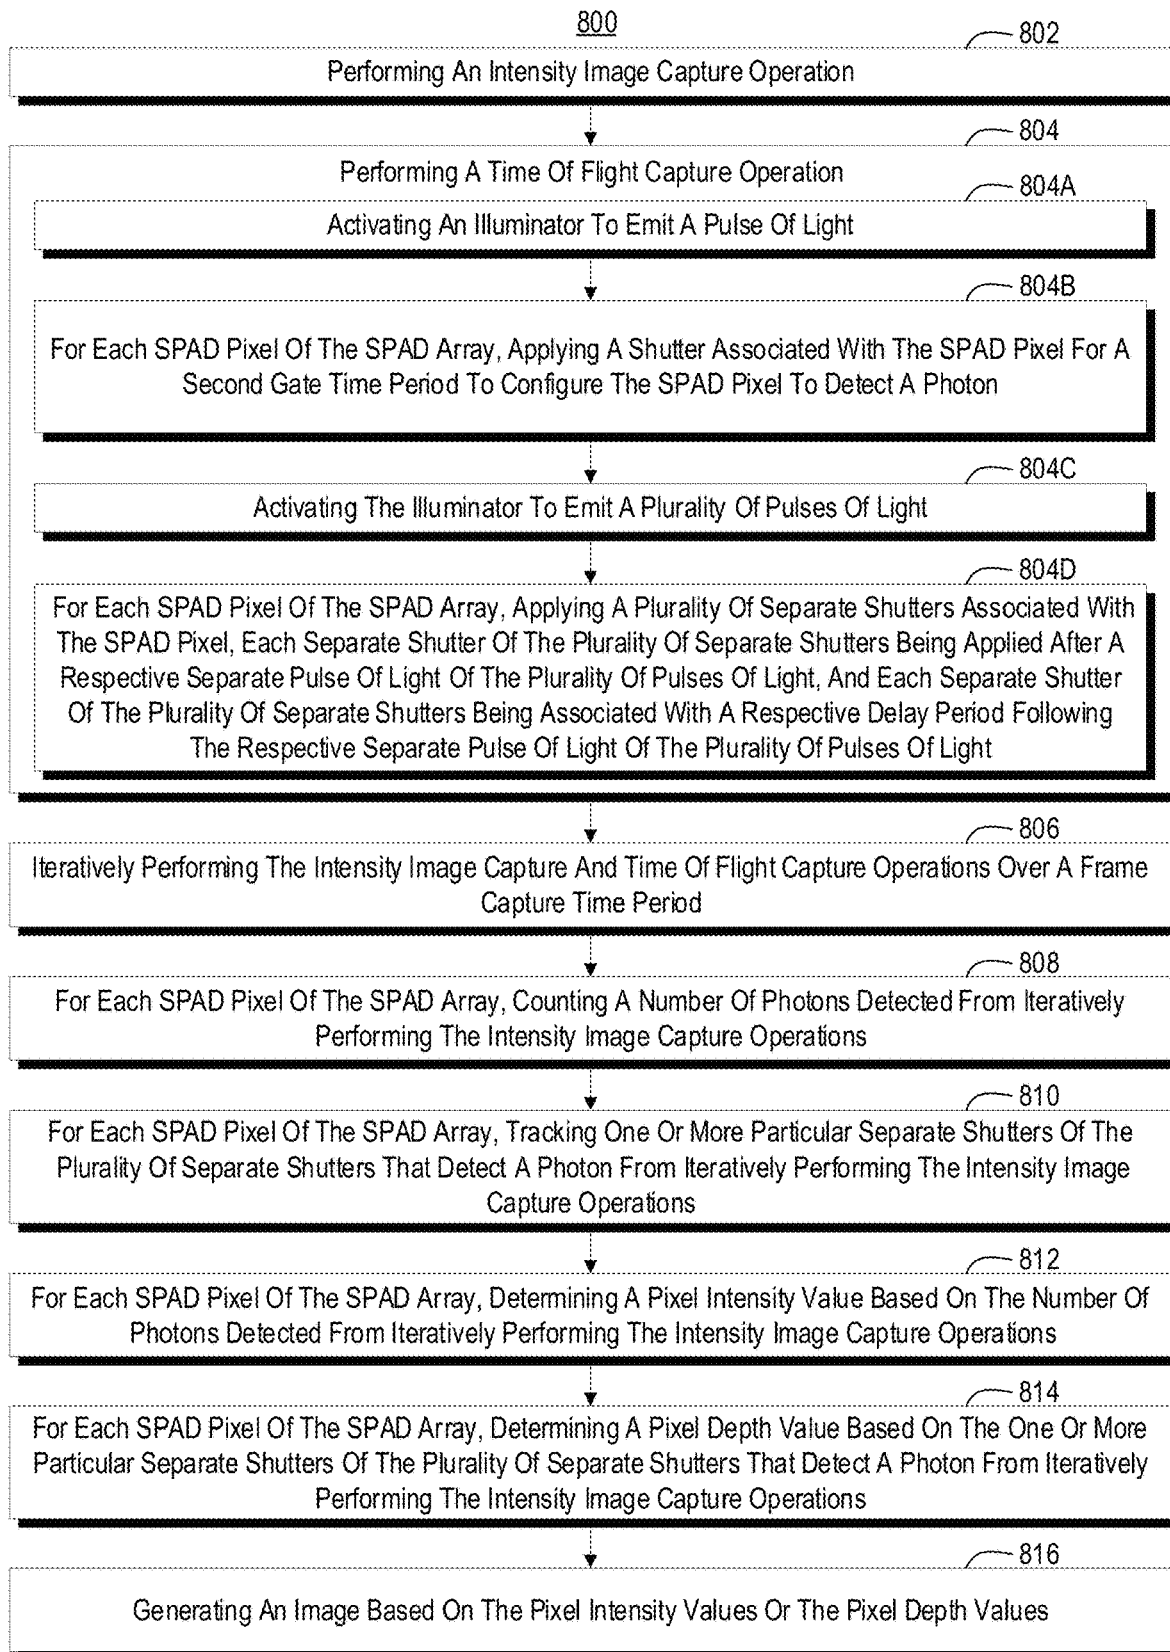 800
802
Performing An Intensity Image Capture Operation
804
Performing A Time Of Flight Capture Operation
804A
Activating An Illuminator To Emit A Pulse Of Light
804B
For Each SPAD Pixel Of The SPAD Array, Applying A Shutter Associated With The SPAD Pixel For A
Second Gate Time Period To Configure The SPAD Pixel To Detect A Photon
804C
Activating The Illuminator To Emit A Plurality Of Pulses Of Light
804D
For Each SPAD Pixel Of The SPAD Array, Applying A Plurality Of Separate Shutters Associated With
The SPAD Pixel, Each Separate Shutter Of The Plurality Of Separate Shutters Being Applied After A
Respective Separate Pulse Of Light Of The Plurality Of Pulses Of Light, And Each Separate Shutter
Of The Plurality Of Separate Shutters Being Associated With A Respective Delay Period Following
The Respective Separate Pulse Of Light Of The Plurality Of Pulses Of Light
806
Iteratively Performing The Intensity Image Capture And Time Of Flight Capture Operations Over A Frame
Capture Time Period
808
For Each SPAD Pixel Of The SPAD Array, Counting A Number Of Photons Detected From Iteratively
Performing The Intensity Image Capture Operations
810
For Each SPAD Pixel Of The SPAD Array, Tracking One Or More Particular Separate Shutters Of The
Plurality Of Separate Shutters That Detect A Photon From Iteratively Performing The Intensity Image
Capture Operations
812
For Each SPAD Pixel Of The SPAD Array, Determining A Pixel Intensity Value Based On The Number Of
Photons Detected From Iteratively Performing The Intensity Image Capture Operations
814
For Each SPAD Pixel Of The SPAD Array, Determining A Pixel Depth Value Based On The One Or More
Particular Separate Shutters Of The Plurality Of Separate Shutters That Detect A Photon From Iteratively
Performing The Intensity Image Capture Operations
816
Generating An Image Based On The Pixel Intensity Values Or The Pixel Depth Values